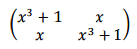 (x³ + 1  x
x  x³ + 1)